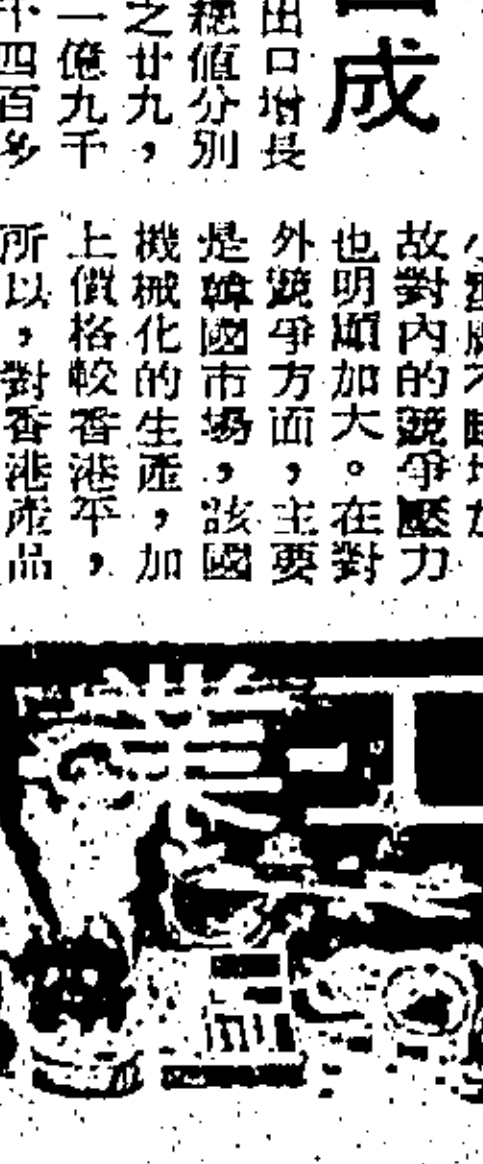 成
出口增長
總值分別
之廿九，
一億九千
千四百多
故對內的競爭壓力
也明顯加大。在對
外競爭方面，主要
是韓國市場，該國
機械化的生產，加
上價格較香港平，
所以，對香港產品
工業